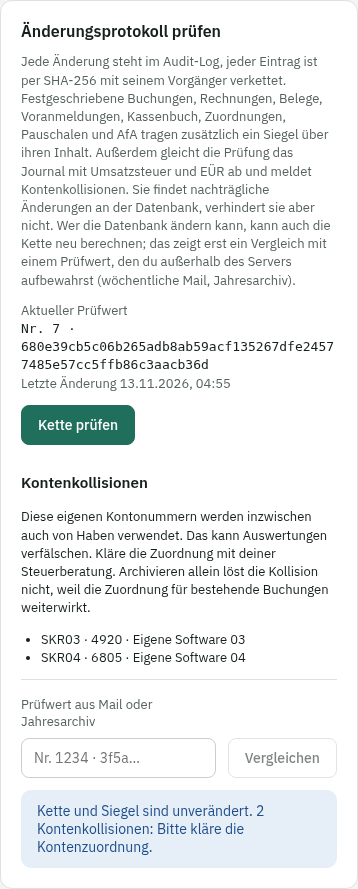 Änderungsprotokoll prüfen
Jede Änderung steht im Audit-Log, jeder Eintrag ist
per SHA-256 mit seinem Vorgänger verkettet.
Festgeschriebene Buchungen, Rechnungen, Belege,
Voranmeldungen, Kassenbuch, Zuordnungen,
Pauschalen und AfA tragen zusätzlich ein Siegel über
ihren Inhalt. Außerdem gleicht die Prüfung das
Journal mit Umsatzsteuer und EÜR ab und meldet
Kontenkollisionen. Sie findet nachträgliche
Änderungen an der Datenbank, verhindert sie aber
nicht. Wer die Datenbank ändern kann, kann auch die
Kette neu berechnen; das zeigt erst ein Vergleich mit
einem Prüfwert, den du außerhalb des Servers
aufbewahrst (wöchentliche Mail, Jahresarchiv).
Aktueller Prüfwert
Nr. 7 ·
680e39cb5c06b265adb8ab59acf135267dfe2457
7485e57cc5ffb86c3aacb36d
Letzte Änderung 13.11.2026, 04:55
Kette prüfen
Kontenkollisionen
Diese eigenen Kontonummern werden inzwischen
auch von Haben verwendet. Das kann Auswertungen
verfälschen. Kläre die Zuordnung mit deiner
Steuerberatung. Archivieren allein löst die Kollision
nicht, weil die Zuordnung für bestehende Buchungen
weiterwirkt.
• SKR03 · 4920 · Eigene Software 03
• SKR04 · 6805 · Eigene Software 04
Prüfwert aus Mail oder
Jahresarchiv
Nr. 1234 · 3f5a…
Vergleichen
Kette und Siegel sind unverändert. 2
Kontenkollisionen: Bitte kläre die
Kontenzuordnung.